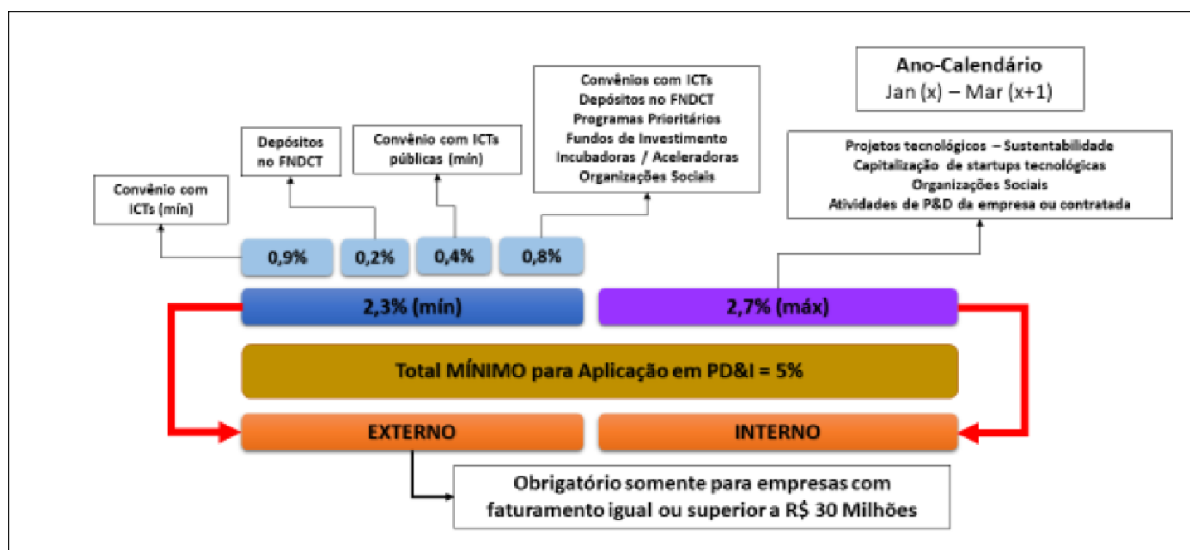 Ano-Calendário
Jan (x) – Mar (x+1)
Convênios com ICTs
Depósitos no FNDCT
Programas Prioritários
Fundos de Investimento
Incubadoras / Aceleradoras
Organizações Sociais
Depósitos
no FNDCT
Convênio com ICTs
públicas (mín)
Projetos tecnológicos – Sustentabilidade
Capitalização de startups tecnológicas
Organizações Sociais
Atividades de P&D da empresa ou contratada
Convênio com
ICTs (mín)
0,9%
0,2%
0,4%
0,8%
2,3% (mín)
2,7% (máx)
Total MÍNIMO para Aplicação em PD&I = 5%
EXTERNO
INTERNO
Obrigatório somente para empresas com
faturamento igual ou superior a R$ 30 Milhões